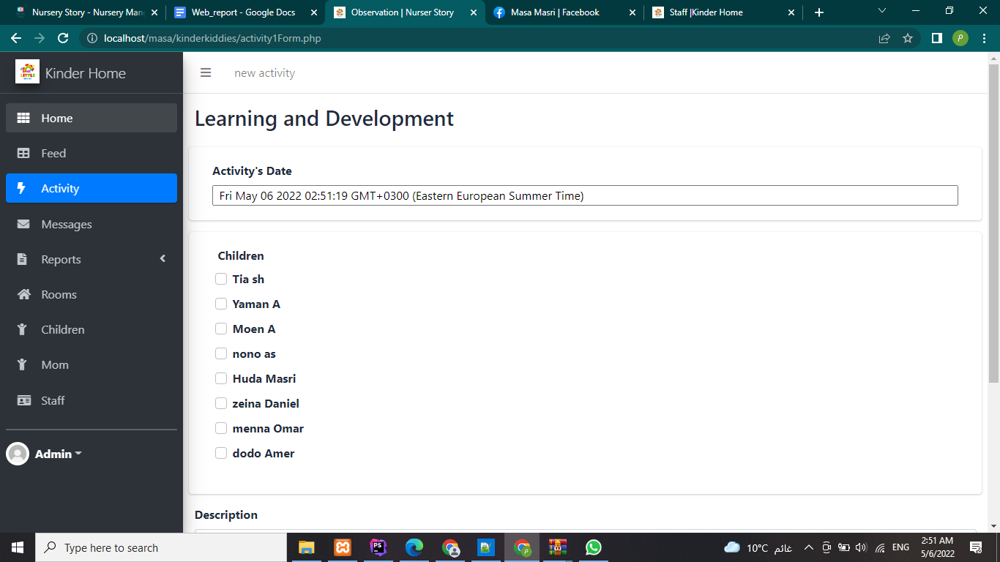 Nursery Story - Nursery Man
Web_report - Google Docs
Observation | Nurser Story
Masa Masri | Facebook
Staff |Kinder Home
localhost/masa/kinderkiddies/activity1Form.php
P
LITTLE
Kinder Home
new activity
Home
Feed
Activity
Messages
Reports
Rooms
Children
Mom
Staff
Admin
Learning and Development
Activity's Date
Fri May 06 2022 02:51:19 GMT+0300 (Eastern European Summer Time)
Children
Tia sh
Yaman A
Moen A
nono as
Huda Masri
zeina Daniel
menna Omar
dodo Amer
Description
Type here to search
PS
P
10°C غائم
ENG
2:51 AM
5/6/2022